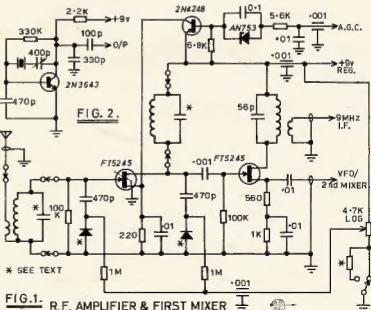 2N4248
0·1
AN753
5.6K
·001
A.G.C.
·01
6.8K
·001
+9V
REG.
2.2K
+9V
330K
100p
O/P
400p
330p
2N3643
470p
FIG. 2.
*
56p
9MHz
I.F.
FT5245
·001
FT5245
·01
VFO/
2nd MIXER
100
K
*
470p
*
220
·01
470p
*
100K
560
1K
·01
4.7K
LOG
*
1M
1M
·001
* SEE TEXT
FIG.1. R.F. AMPLIFIER & FIRST MIXER